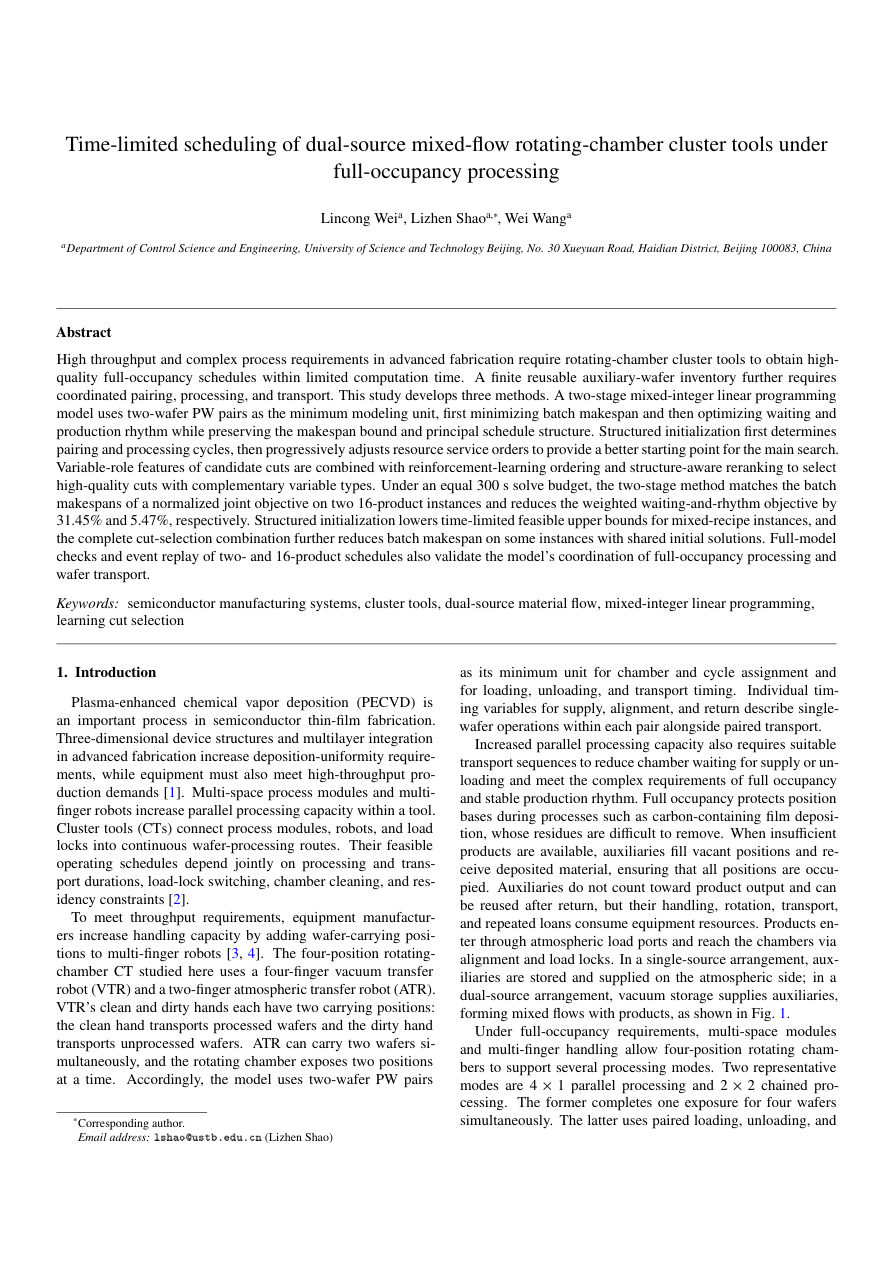 Time-limited scheduling of dual-source mixed-flow rotating-chamber cluster tools under
full-occupancy processing
Lincong Weiᵃ, Lizhen Shaoᵃ,*, Wei Wangᵃ
ᵃDepartment of Control Science and Engineering, University of Science and Technology Beijing, No. 30 Xueyuan Road, Haidian District, Beijing 100083, China
Abstract
High throughput and complex process requirements in advanced fabrication require rotating-chamber cluster tools to obtain high-
quality full-occupancy schedules within limited computation time. A finite reusable auxiliary-wafer inventory further requires
coordinated pairing, processing, and transport. This study develops three methods. A two-stage mixed-integer linear programming
model uses two-wafer PW pairs as the minimum modeling unit, first minimizing batch makespan and then optimizing waiting and
production rhythm while preserving the makespan bound and principal schedule structure. Structured initialization first determines
pairing and processing cycles, then progressively adjusts resource service orders to provide a better starting point for the main search.
Variable-role features of candidate cuts are combined with reinforcement-learning ordering and structure-aware reranking to select
high-quality cuts with complementary variable types. Under an equal 300 s solve budget, the two-stage method matches the batch
makespans of a normalized joint objective on two 16-product instances and reduces the weighted waiting-and-rhythm objective by
31.45% and 5.47%, respectively. Structured initialization lowers time-limited feasible upper bounds for mixed-recipe instances, and
the complete cut-selection combination further reduces batch makespan on some instances with shared initial solutions. Full-model
checks and event replay of two- and 16-product schedules also validate the model's coordination of full-occupancy processing and
wafer transport.
Keywords: semiconductor manufacturing systems, cluster tools, dual-source material flow, mixed-integer linear programming,
learning cut selection
1. Introduction
Plasma-enhanced chemical vapor deposition (PECVD) is
an important process in semiconductor thin-film fabrication.
Three-dimensional device structures and multilayer integration
in advanced fabrication increase deposition-uniformity require-
ments, while equipment must also meet high-throughput pro-
duction demands [1]. Multi-space process modules and multi-
finger robots increase parallel processing capacity within a tool.
Cluster tools (CTs) connect process modules, robots, and load
locks into continuous wafer-processing routes. Their feasible
operating schedules depend jointly on processing and trans-
port durations, load-lock switching, chamber cleaning, and res-
idency constraints [2].
To meet throughput requirements, equipment manufactur-
ers increase handling capacity by adding wafer-carrying posi-
tions to multi-finger robots [3, 4]. The four-position rotating-
chamber CT studied here uses a four-finger vacuum transfer
robot (VTR) and a two-finger atmospheric transfer robot (ATR).
VTR's clean and dirty hands each have two carrying positions:
the clean hand transports processed wafers and the dirty hand
transports unprocessed wafers. ATR can carry two wafers si-
multaneously, and the rotating chamber exposes two positions
at a time. Accordingly, the model uses two-wafer PW pairs
*Corresponding author.
Email address: lshao@ustb.edu.cn (Lizhen Shao)
as its minimum unit for chamber and cycle assignment and
for loading, unloading, and transport timing. Individual tim-
ing variables for supply, alignment, and return describe single-
wafer operations within each pair alongside paired transport.
Increased parallel processing capacity also requires suitable
transport sequences to reduce chamber waiting for supply or un-
loading and meet the complex requirements of full occupancy
and stable production rhythm. Full occupancy protects position
bases during processes such as carbon-containing film deposi-
tion, whose residues are difficult to remove. When insufficient
products are available, auxiliaries fill vacant positions and re-
ceive deposited material, ensuring that all positions are occu-
pied. Auxiliaries do not count toward product output and can
be reused after return, but their handling, rotation, transport,
and repeated loans consume equipment resources. Products en-
ter through atmospheric load ports and reach the chambers via
alignment and load locks. In a single-source arrangement, aux-
iliaries are stored and supplied on the atmospheric side; in a
dual-source arrangement, vacuum storage supplies auxiliaries,
forming mixed flows with products, as shown in Fig. 1.
Under full-occupancy requirements, multi-space modules
and multi-finger handling allow four-position rotating cham-
bers to support several processing modes. Two representative
modes are 4 × 1 parallel processing and 2 × 2 chained pro-
cessing. The former completes one exposure for four wafers
simultaneously. The latter uses paired loading, unloading, and